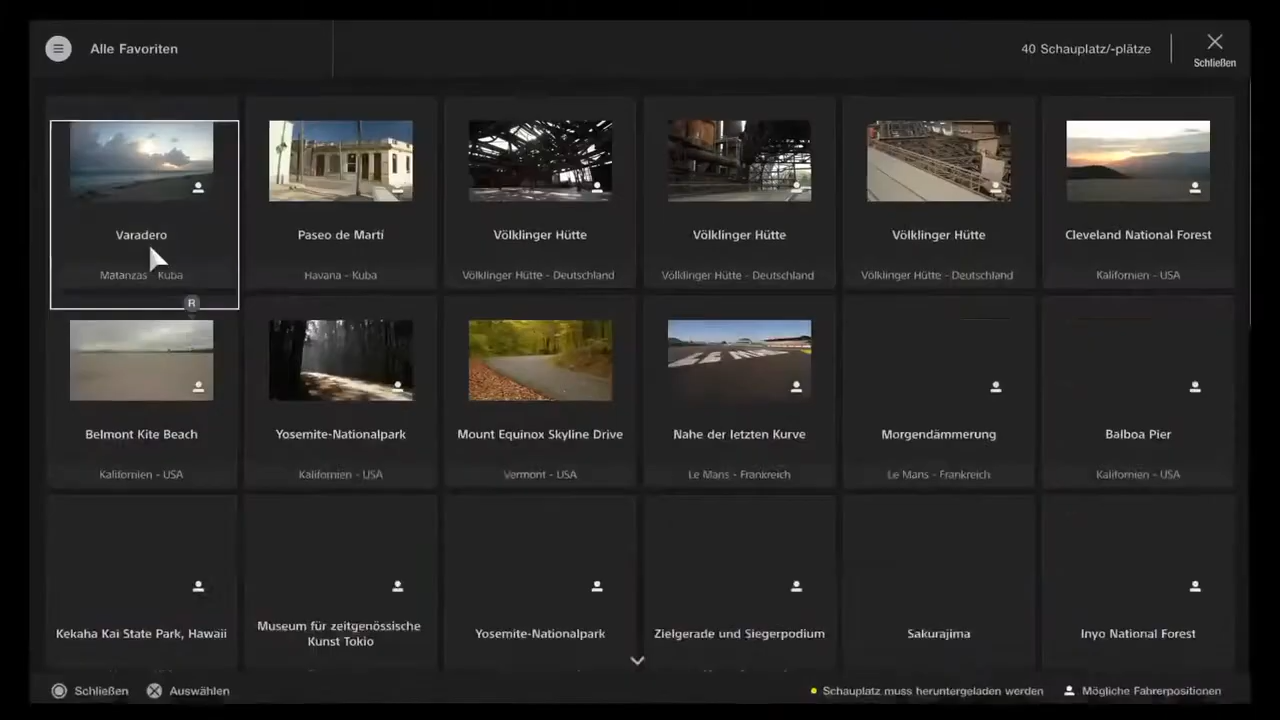 Alle Favoriten
40 Schauplatz/-plätze
Schließen
Varadero
Matanzas - Kuba
Paseo de Martí
Havana - Kuba
Völklinger Hütte
Völklinger Hütte - Deutschland
Völklinger Hütte
Völklinger Hütte - Deutschland
Völklinger Hütte
Völklinger Hütte - Deutschland
Cleveland National Forest
Kalifornien - USA
R
Belmont Kite Beach
Kalifornien - USA
Yosemite-Nationalpark
Kalifornien - USA
Mount Equinox Skyline Drive
Vermont - USA
Nahe der letzten Kurve
Le Mans - Frankreich
Morgendämmerung
Le Mans - Frankreich
Balboa Pier
Kalifornien - USA
Kekaha Kai State Park, Hawaii
Museum für zeitgenössische
Kunst Tokio
Yosemite-Nationalpark
Zielgerade und Siegerpodium
Sakurajima
Inyo National Forest
Schließen
Auswählen
Schauplatz muss heruntergeladen werden
Mögliche Fahrerpositionen